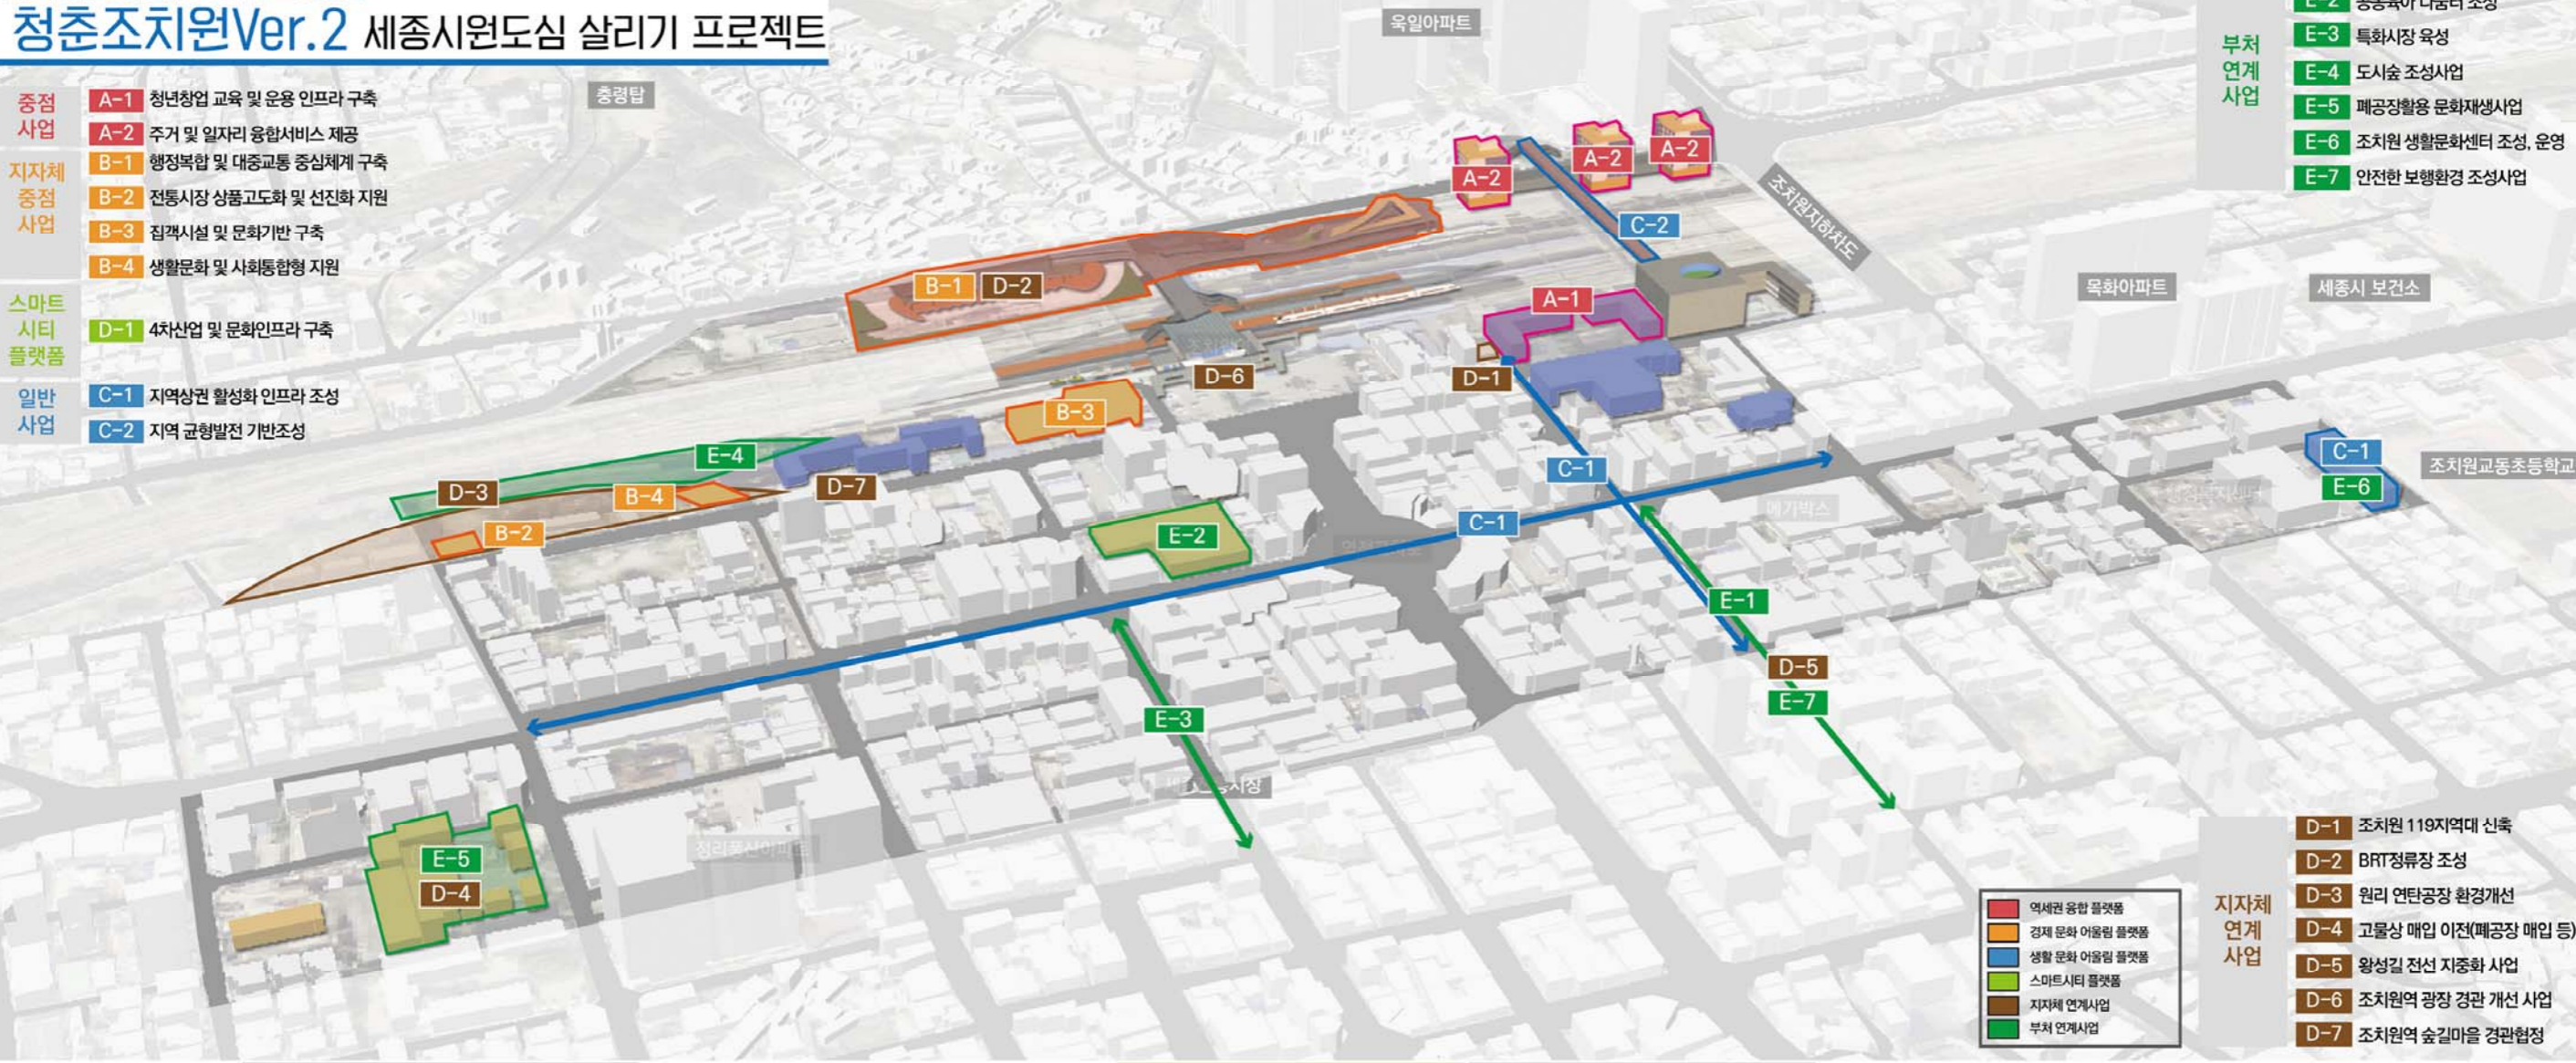 청춘조치원Ver.2 세종시원도심 살리기 프로젝트
중점
사업
A-1 청년창업 교육 및 운용 인프라 구축
A-2 주거 및 일자리 융합서비스 제공
지자체
중점
사업
B-1 행정복합 및 대중교통 중심체계 구축
B-2 전통시장 상품고도화 및 선진화 지원
B-3 집객시설 및 문화기반 구축
B-4 생활문화 및 사회통합형 지원
스마트
시티
플랫폼
D-1 4차산업 및 문화인프라 구축
일반
사업
C-1 지역상권 활성화 인프라 조성
C-2 지역 균형발전 기반조성
부처
연계
사업
E-2 공동육아 나눔터 조성
E-3 특화시장 육성
E-4 도시숲 조성사업
E-5 폐공장활용 문화재생사업
E-6 조치원 생활문화센터 조성, 운영
E-7 안전한 보행환경 조성사업
욱일아파트
충령탑
A-2
A-2
A-2
C-2
조치원지하차도
B-1 D-2
A-1
목화아파트
세종시 보건소
D-6
D-1
B-3
E-4
D-3
B-4
D-7
B-2
C-1
C-1
E-6
조치원교동초등학교
메가박스
C-1
E-2
E-1
D-5
E-7
E-3
E-5
D-4
역세권 융합 플랫폼
경제 문화 어울림 플랫폼
생활 문화 어울림 플랫폼
스마트시티 플랫폼
지자체 연계사업
부처 연계사업
지자체
연계
사업
D-1 조치원 119지역대 신축
D-2 BRT정류장 조성
D-3 원리 연탄공장 환경개선
D-4 고물상 매입 이전(폐공장 매입 등)
D-5 왕성길 전선 지중화 사업
D-6 조치원역 광장 경관 개선 사업
D-7 조치원역 숲길마을 경관협정